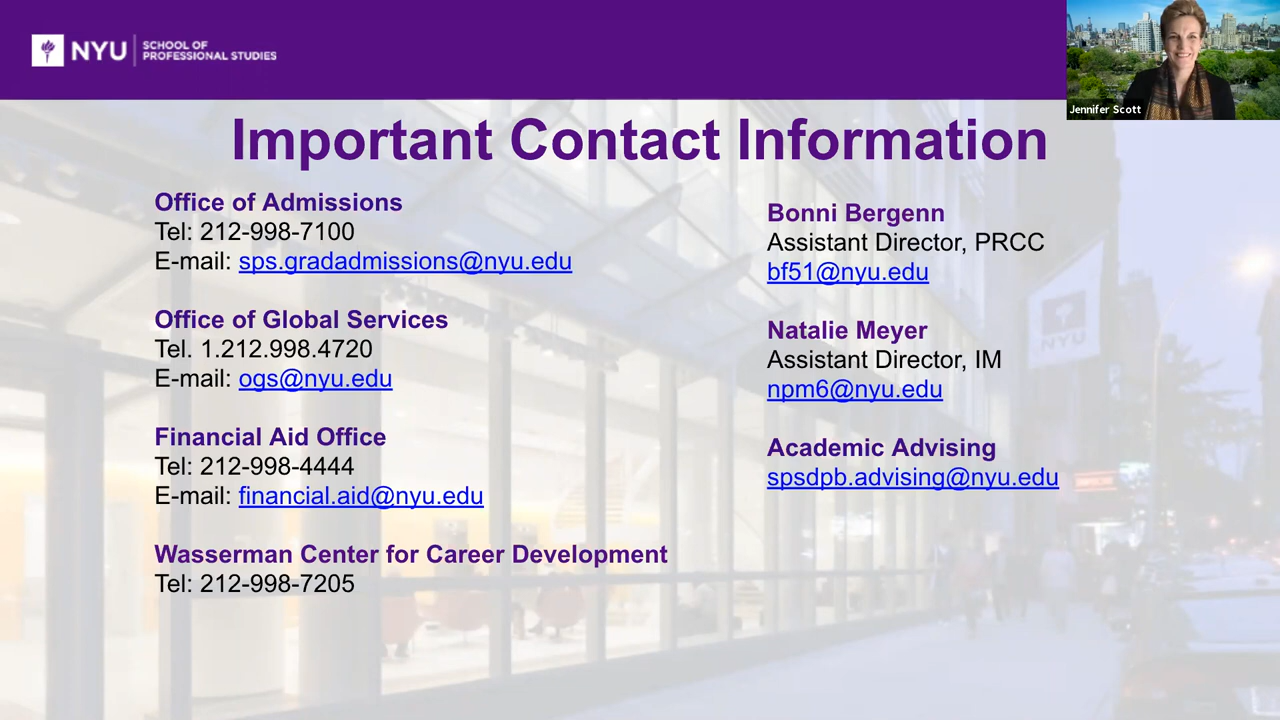 NYU
SCHOOL OF
PROFESSIONAL STUDIES
Jennifer Scott
Important Contact Information
Office of Admissions
Tel: 212-998-7100
E-mail: sps.gradadmissions@nyu.edu
Office of Global Services
Tel. 1.212.998.4720
E-mail: ogs@nyu.edu
Financial Aid Office
Tel: 212-998-4444
E-mail: financial.aid@nyu.edu
Wasserman Center for Career Development
Tel: 212-998-7205
Bonni Bergenn
Assistant Director, PRCC
bf51@nyu.edu
Natalie Meyer
Assistant Director, IM
npm6@nyu.edu
Academic Advising
spsdpb.advising@nyu.edu
NYU